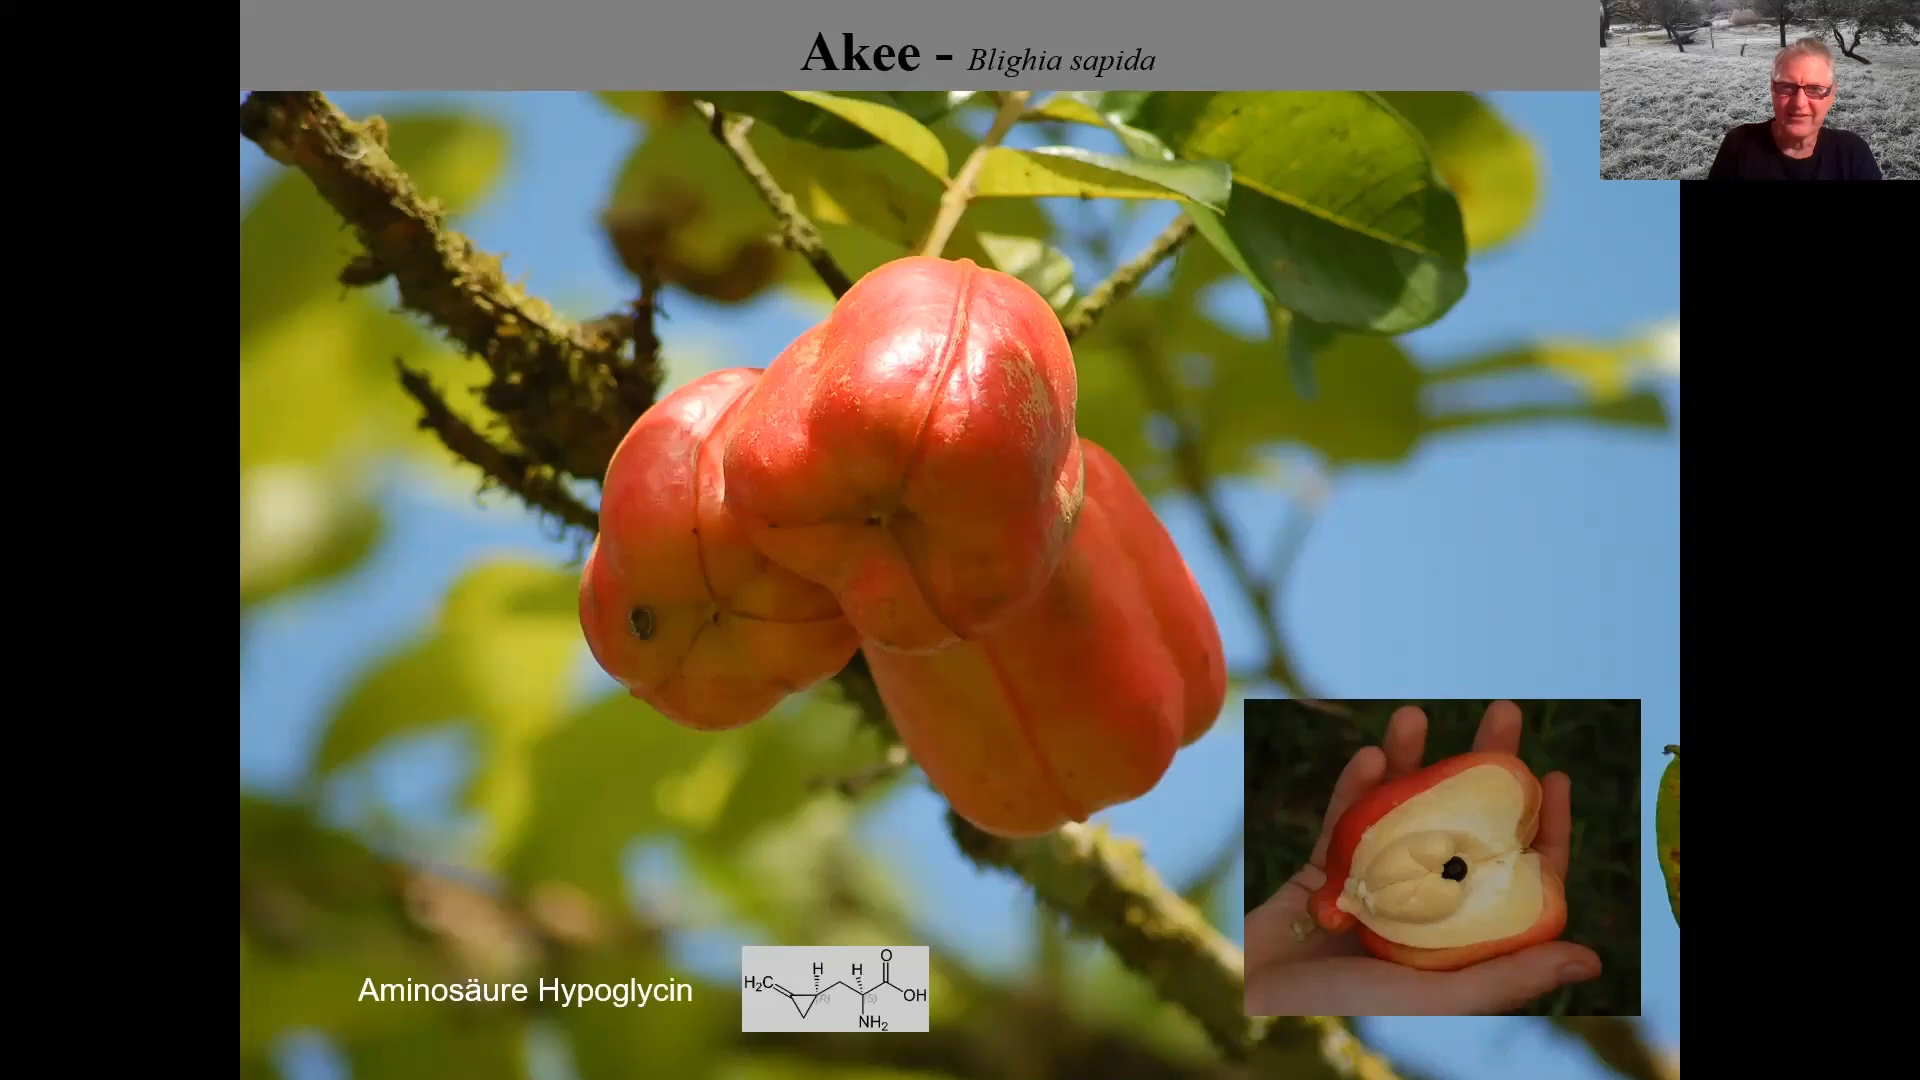 Akee - Blighia sapida
Aminosäure Hypoglycin
H₂C
H
(R)
H
(S)
O
OH
NH₂